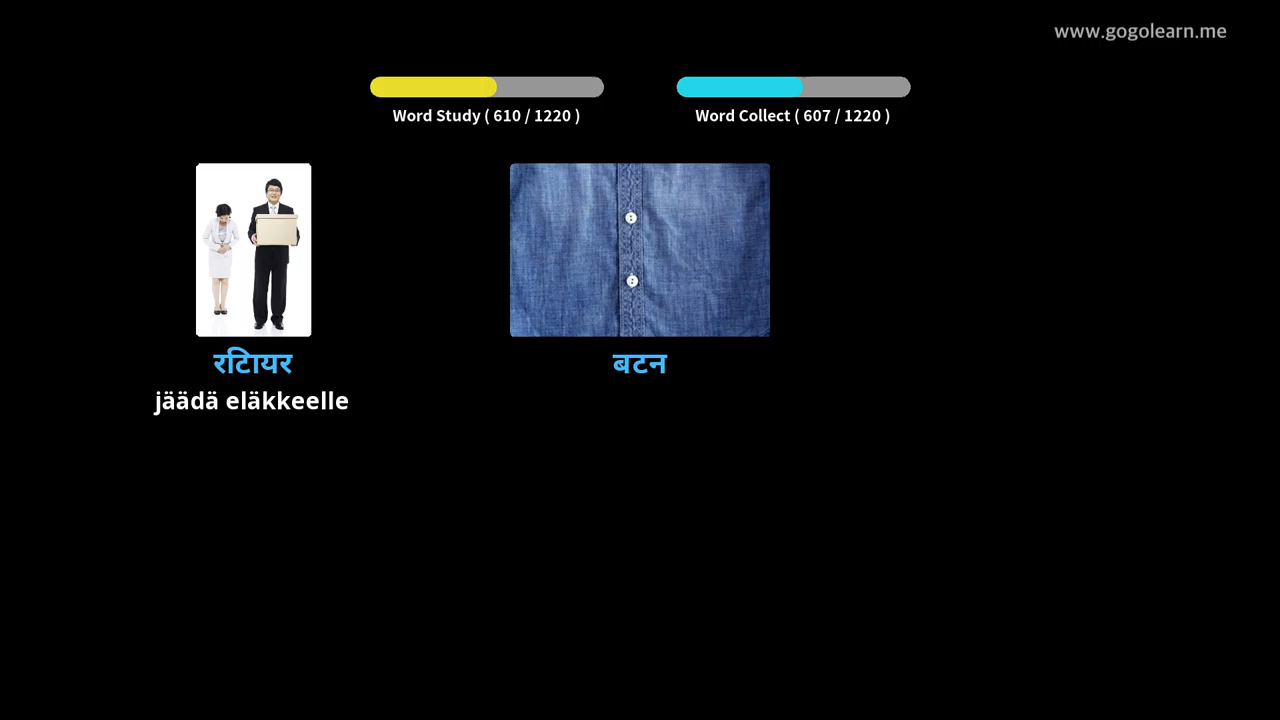 www.gogolearn.me
Word Study ( 610 / 1220 )
Word Collect ( 607 / 1220 )
रिटायर
बटन
jäädä eläkkeelle